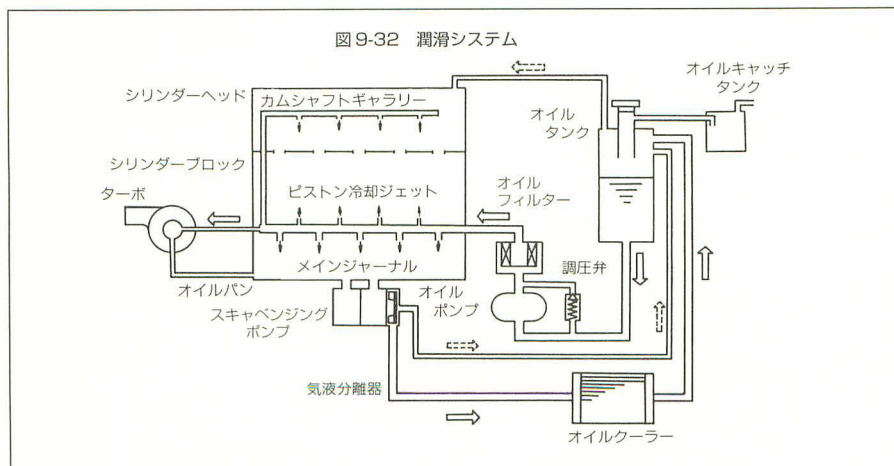 図9-32 潤滑システム
シリンダーヘッド
カムシャフトギャラリー
オイル
タンク
オイルキャッチ
タンク
シリンダーブロック
ターボ
ピストン冷却ジェット
オイル
フィルター
メインジャーナル
調圧弁
オイルパン
オイル
ポンプ
スキャベンジング
ポンプ
気液分離器
オイルクーラー